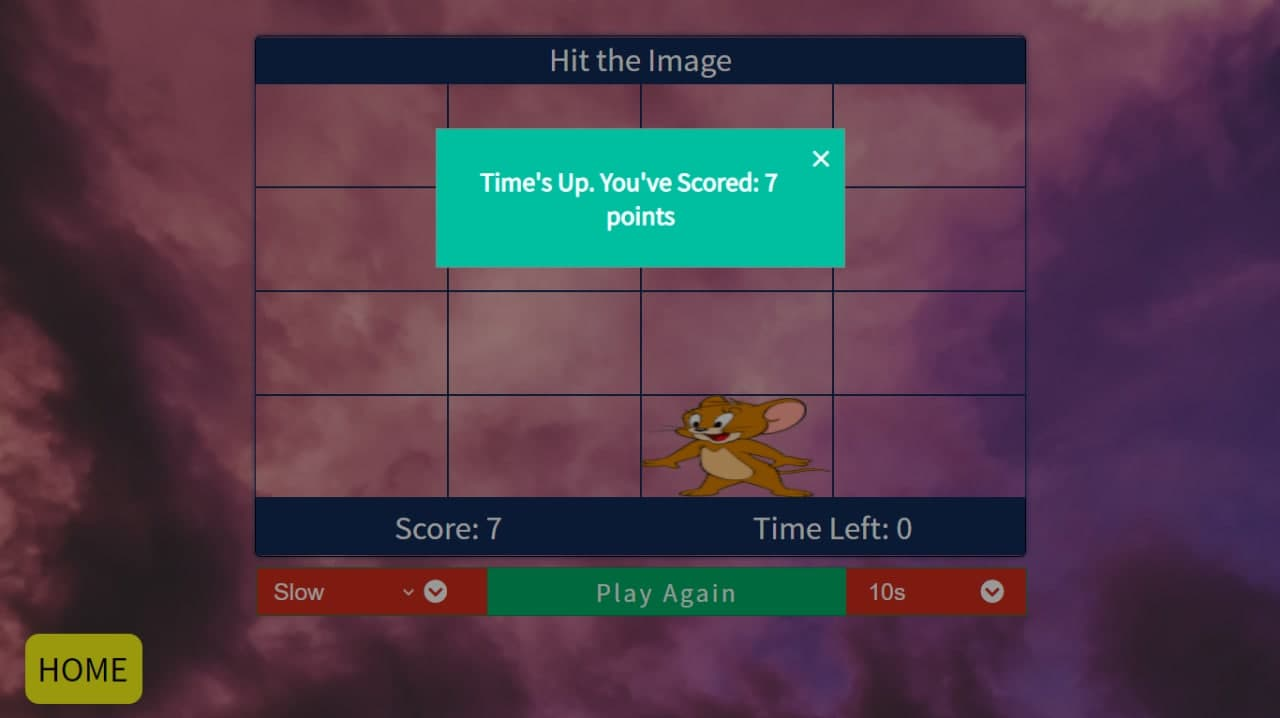 Hit the Image
Time's Up. You've Scored: 7
points
Score: 7 Time Left: 0
Slow Play Again 10s
HOME